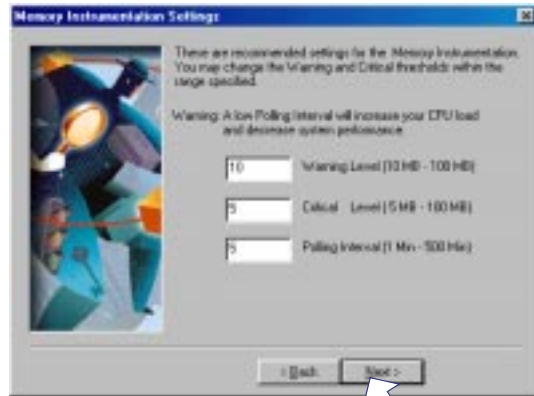 Memory Instrumentation Settings
These are recommended settings for the Memory Instrumentation.
You may change the Warning and Critical thresholds within the
range specified.
Warning: A low Polling Interval will increase your CPU load
and decrease system performance
10 Warning Level (10 MB - 100 MB)
5 Critical Level (5 MB - 100 MB)
5 Polling Interval (1 Min - 500 Min)
< Back
Next >